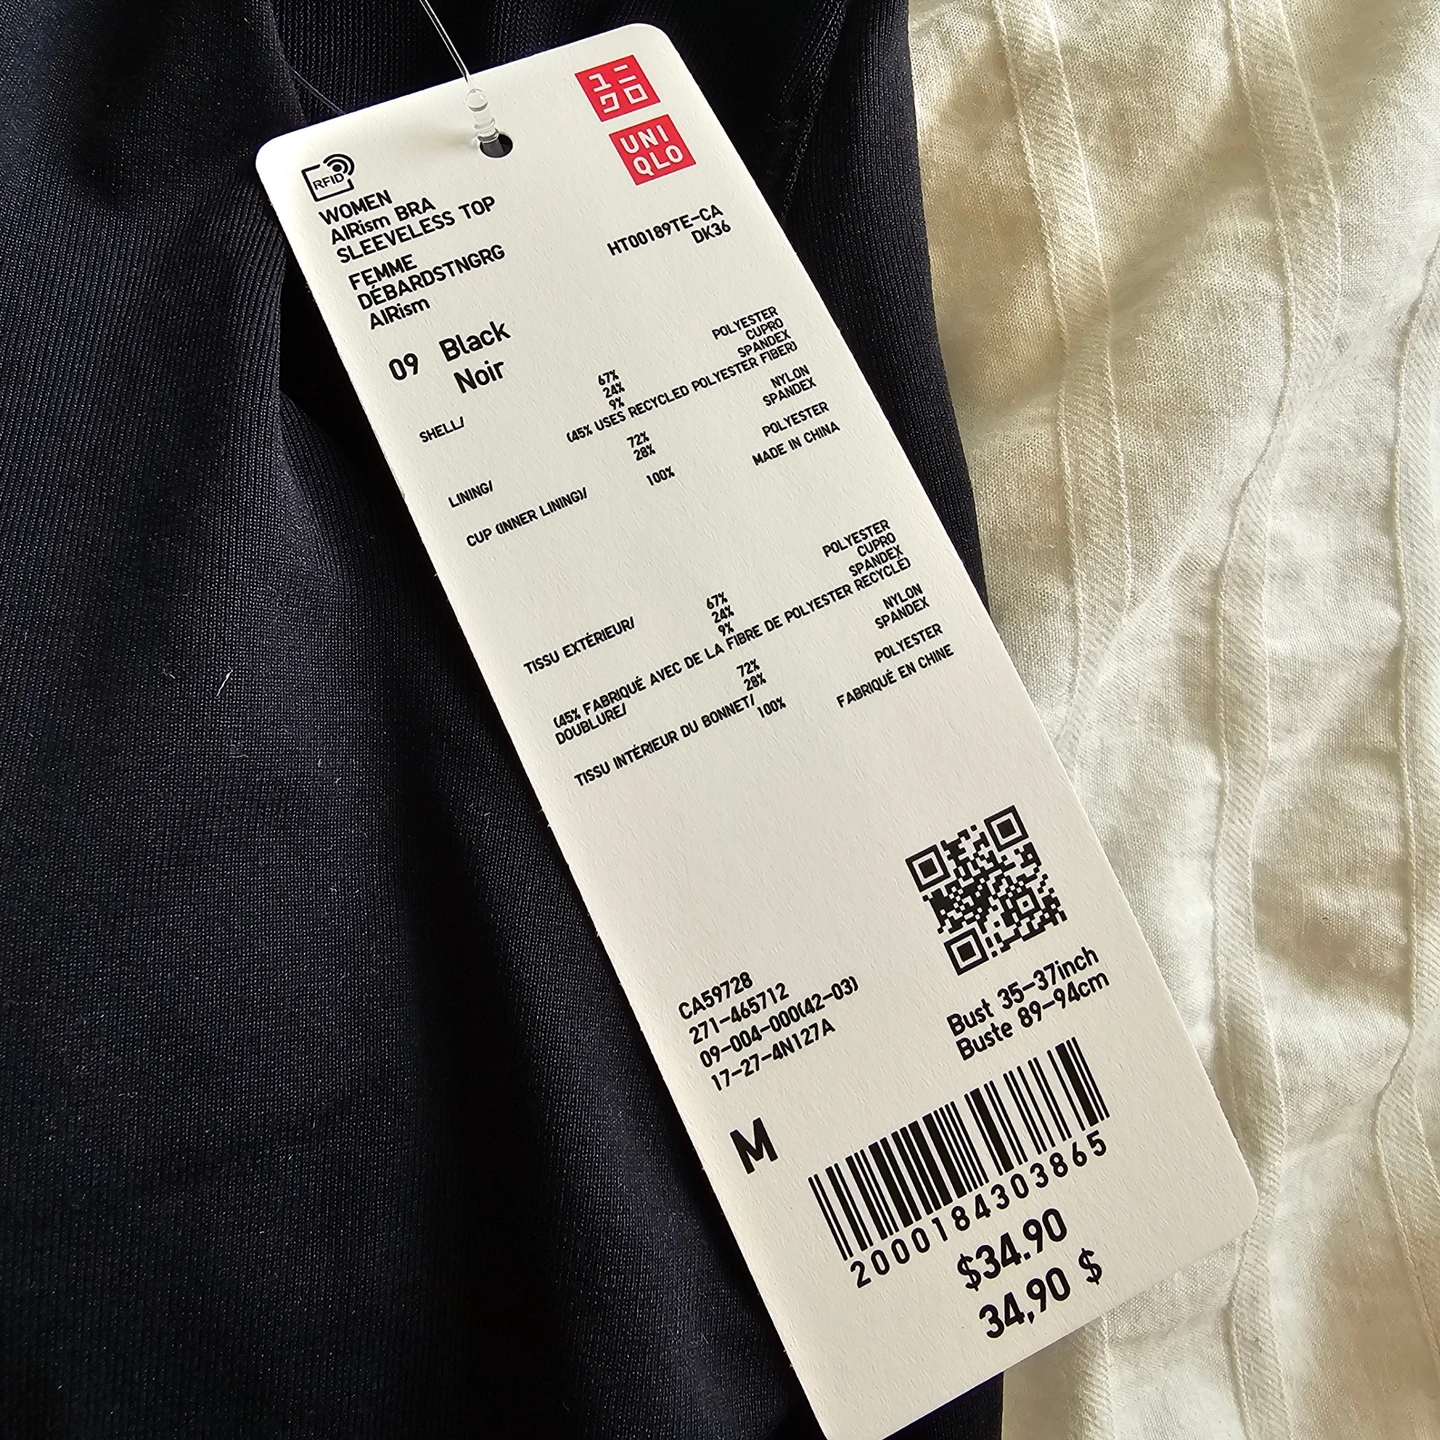 RFID
WOMEN
AIRism BRA
SLEEVELESS TOP
FEMME
DÉBARDSTNGRG
AIRism
UNI
QLO
HT00189TE-CA
DK36
09 Black
Noir
SHELL/
67% POLYESTER
24% CUPRO
9% SPANDEX
(45% USES RECYCLED POLYESTER FIBER)
LINING/
72% NYLON
28% SPANDEX
CUP (INNER LINING)/
100% POLYESTER
MADE IN CHINA
TISSU EXTÉRIEUR/
67% POLYESTER
24% CUPRO
9% SPANDEX
(45% FABRIQUÉ AVEC DE LA FIBRE DE POLYESTER RECYCLÉ)
DOUBLURE/
72% NYLON
28% SPANDEX
TISSU INTÉRIEUR DU BONNET/
100% POLYESTER
FABRIQUÉ EN CHINE
CA59728
271-465712
09-004-000(42-03)
17-27-4N127A
Bust 35-37inch
Buste 89-94cm
M
2000184303865
$34.90
34,90 $